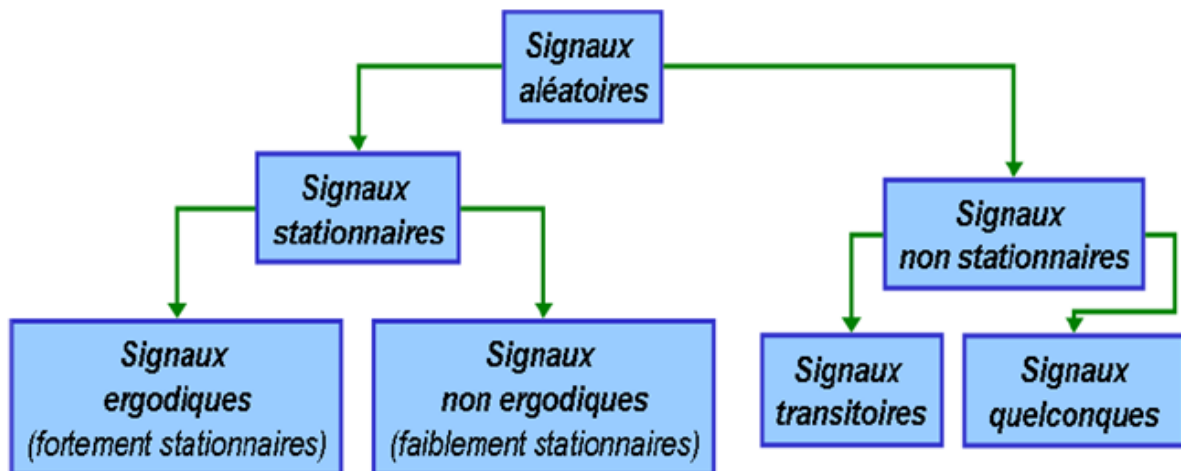 Signaux
aléatoires
Signaux
stationnaires
Signaux
non stationnaires
Signaux
ergodiques
(fortement stationnaires)
Signaux
non ergodiques
(faiblement stationnaires)
Signaux
transitoires
Signaux
quelconques